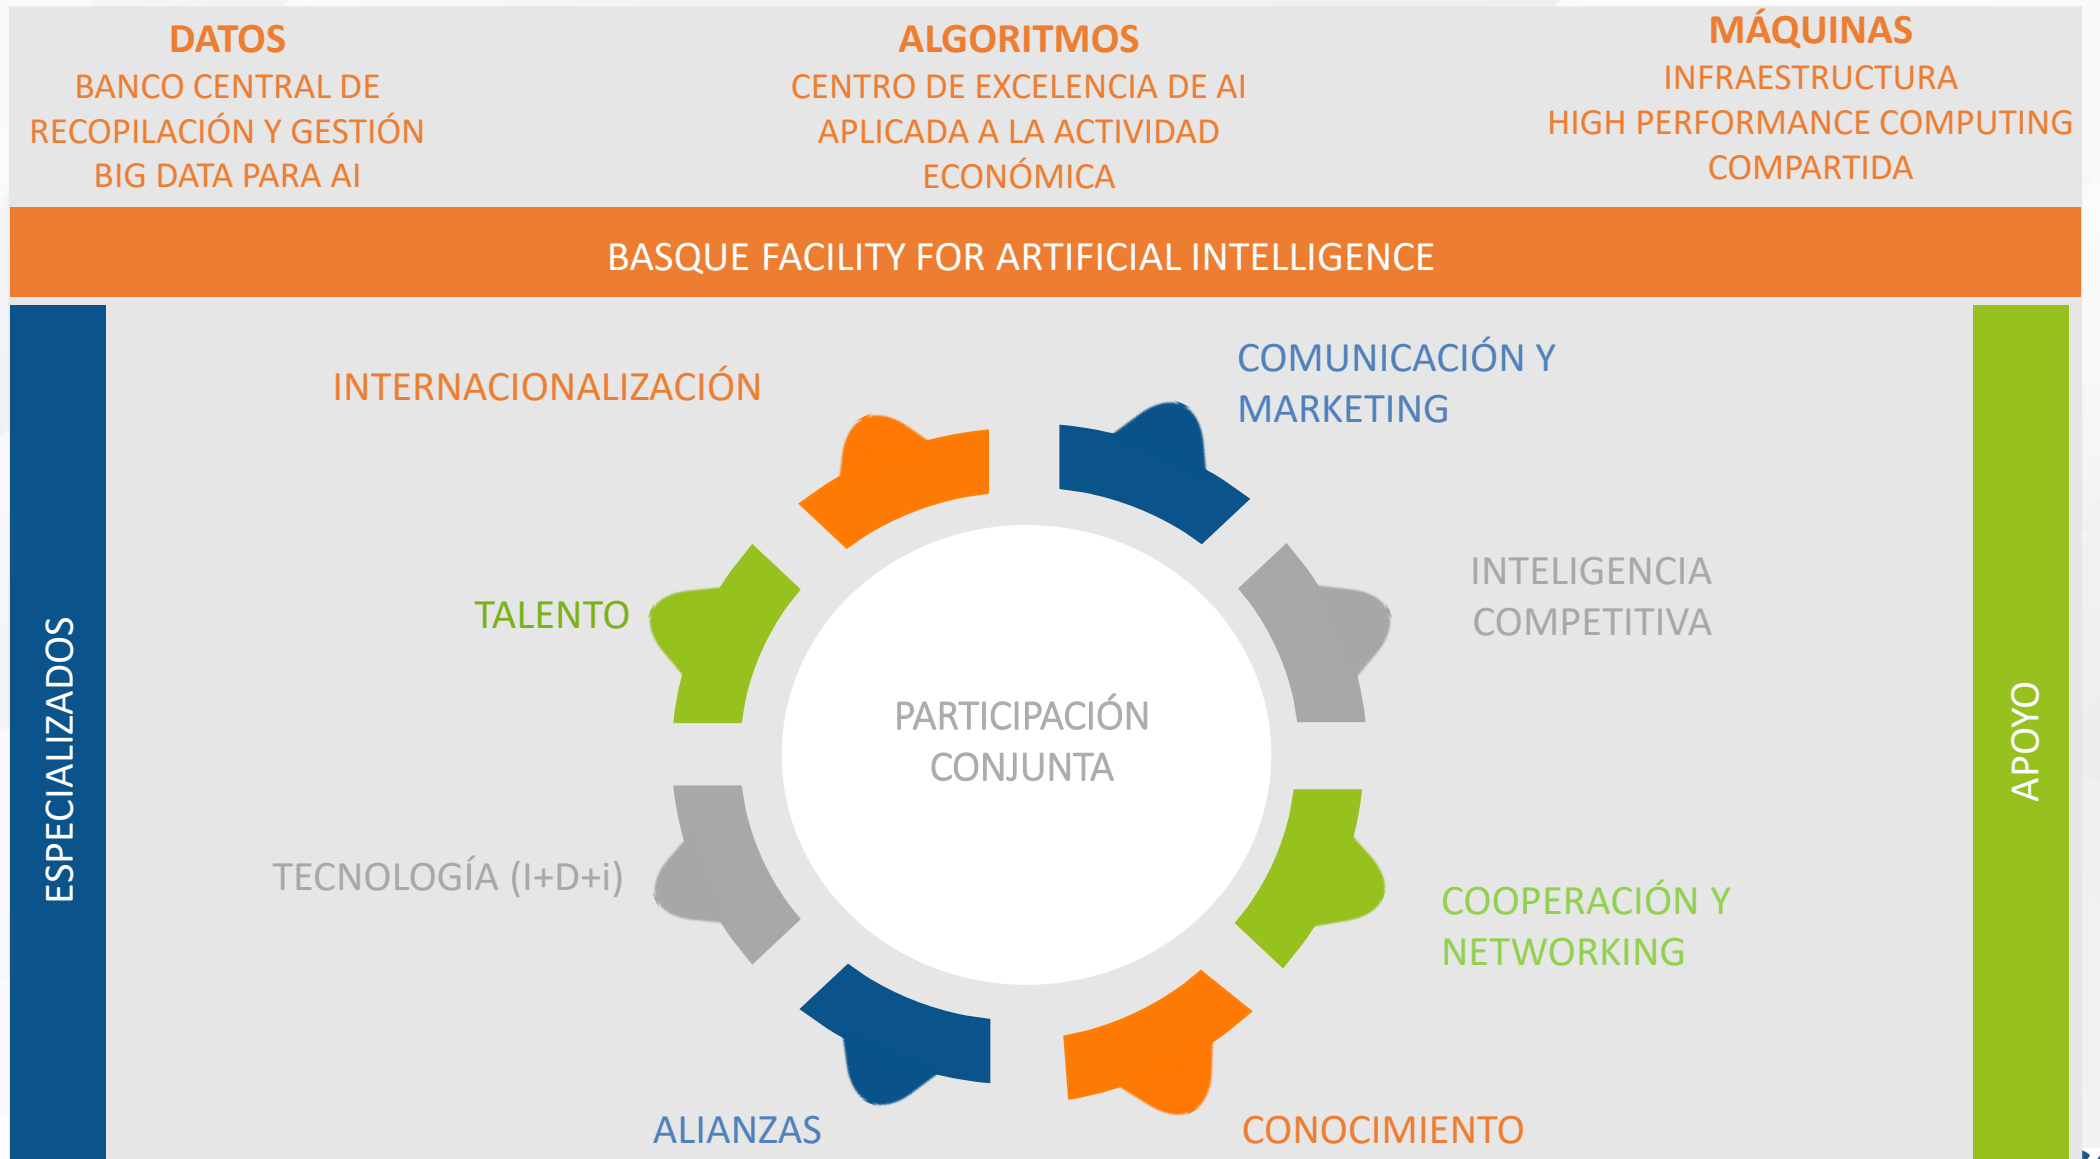 DATOS
BANCO CENTRAL DE
RECOPILACIÓN Y GESTIÓN
BIG DATA PARA AI
ALGORITMOS
CENTRO DE EXCELENCIA DE AI
APLICADA A LA ACTIVIDAD
ECONÓMICA
MÁQUINAS
INFRAESTRUCTURA
HIGH PERFORMANCE COMPUTING
COMPARTIDA
BASQUE FACILITY FOR ARTIFICIAL INTELLIGENCE
ESPECIALIZADOS
INTERNACIONALIZACIÓN
TALENTO
TECNOLOGÍA (I+D+i)
ALIANZAS
PARTICIPACIÓN
CONJUNTA
COMUNICACIÓN Y
MARKETING
INTELIGENCIA
COMPETITIVA
COOPERACIÓN Y
NETWORKING
CONOCIMIENTO
APOYO